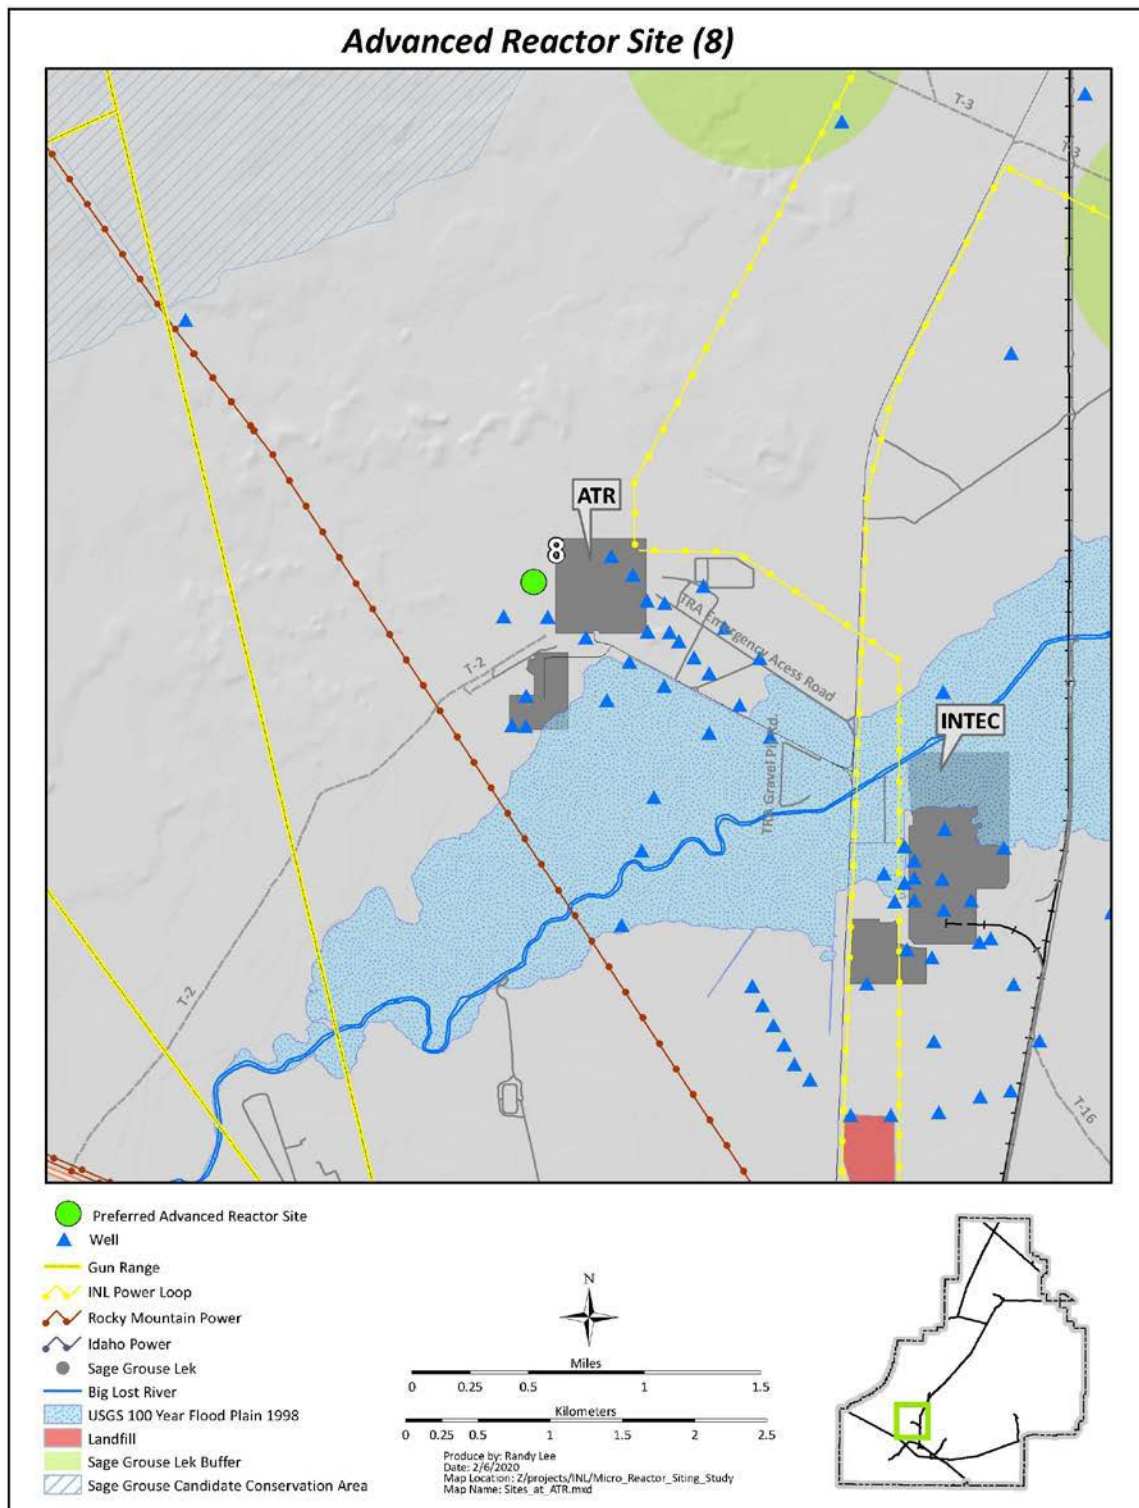 Advanced Reactor Site (8)
T-3
T-3
ATR
8
TRA Emergency Acess Road
T-2
INTEC
TRA Gravel Pit Rd.
T-2
T-16
Preferred Advanced Reactor Site
Well
Gun Range
INL Power Loop
Rocky Mountain Power
Idaho Power
Sage Grouse Lek
Big Lost River
USGS 100 Year Flood Plain 1998
Landfill
Sage Grouse Lek Buffer
Sage Grouse Candidate Conservation Area
N
Miles
0 0.25 0.5 1 1.5
Kilometers
0 0.25 0.5 1 1.5 2 2.5
Produce by: Randy Lee
Date: 2/6/2020
Map Location: Z/projects/INL/Micro_Reactor_Siting_Study
Map Name: Sites_at_ATR.mxd